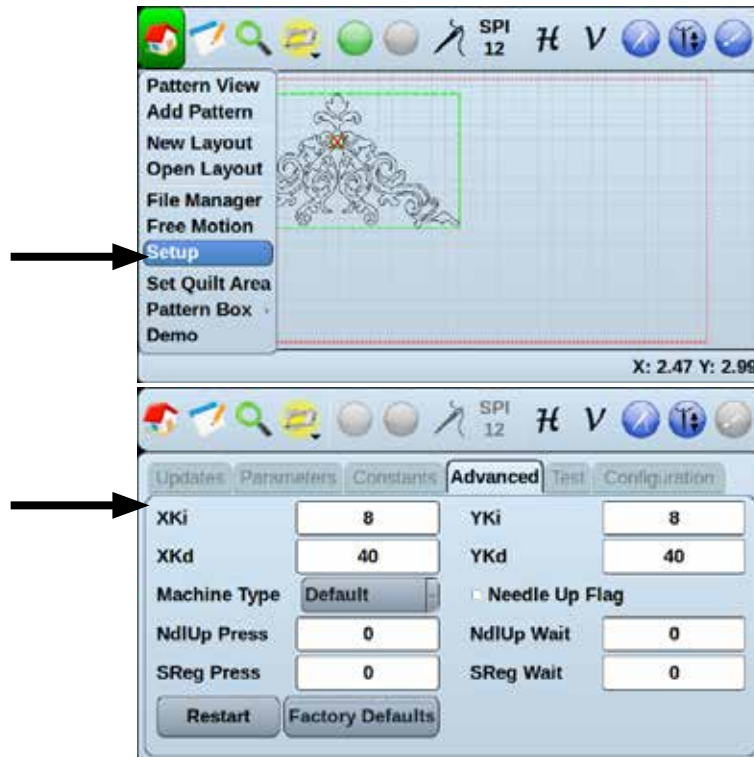 SPI
12
H V
Pattern View
Add Pattern
New Layout
Open Layout
File Manager
Free Motion
Setup
Set Quilt Area
Pattern Box
Demo
X: 2.47 Y: 2.99
SPI
12
H V
Updates Parameters Constants Advanced Test Configuration
XKi 8 YKi 8
XKd 40 YKd 40
Machine Type Default Needle Up Flag
NdlUp Press 0 NdlUp Wait 0
SReg Press 0 SReg Wait 0
Restart Factory Defaults